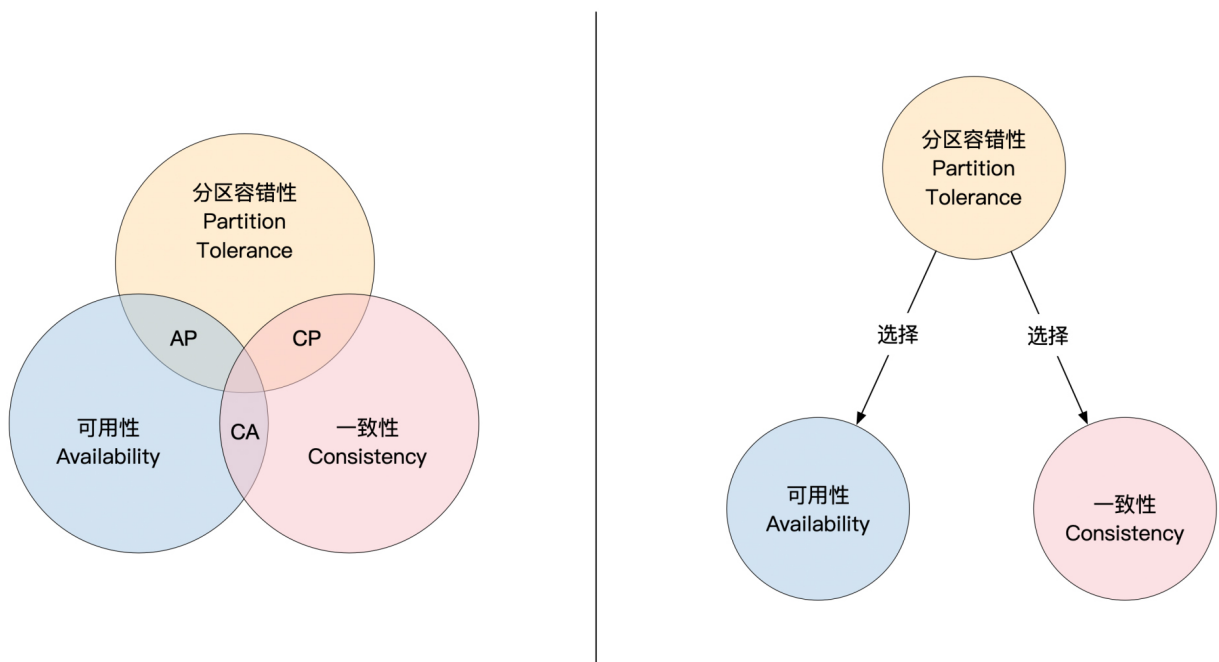 分区容错性
Partition
Tolerance
AP
CP
可用性
Availability
CA
一致性
Consistency
分区容错性
Partition
Tolerance
选择
选择
可用性
Availability
一致性
Consistency